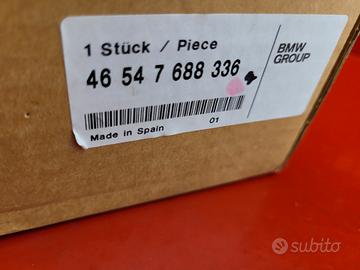 1 Stück / Piece
46 54 7 688 336
BMW
GROUP
01
Made in Spain
subito